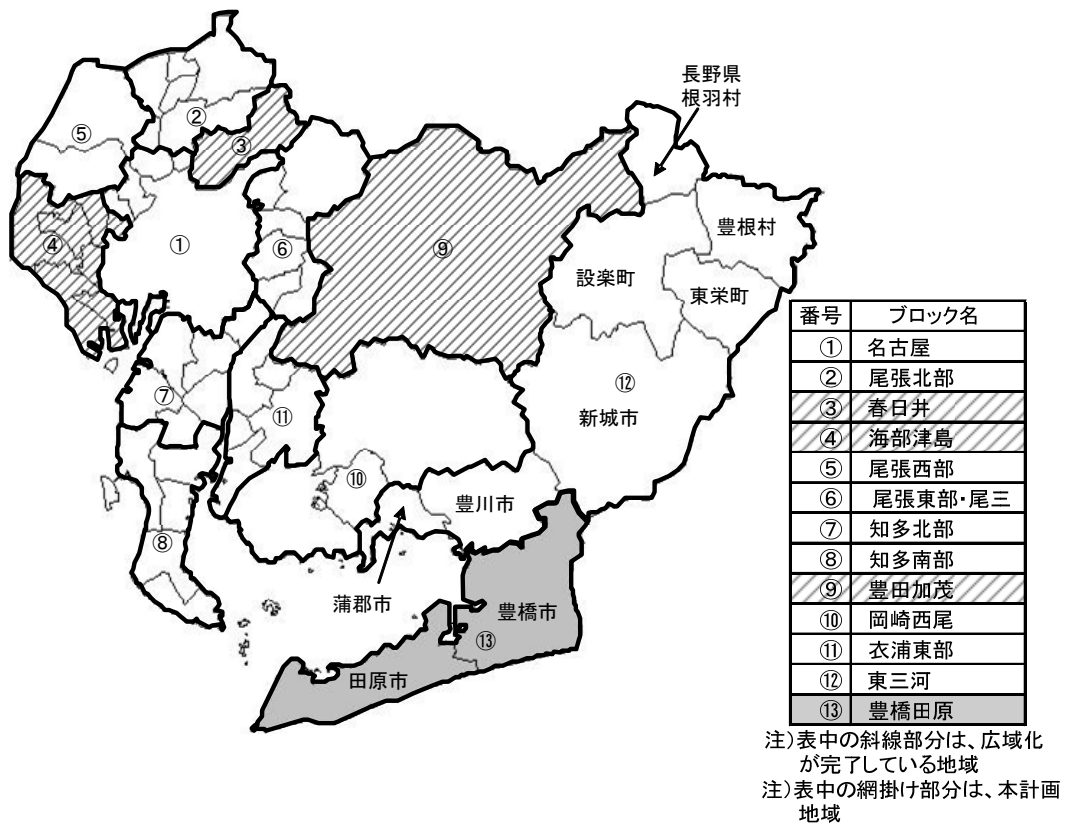 長野県
根羽村
②
⑤
③
豊根村
④
①
⑥
⑨
設楽町
東栄町
⑦
⑪
⑫
新城市
⑩
豊川市
⑧
蒲郡市
豊橋市
⑬
田原市
番号 ブロック名
① 名古屋
② 尾張北部
③ 春日井
④ 海部津島
⑤ 尾張西部
⑥ 尾張東部・尾三
⑦ 知多北部
⑧ 知多南部
⑨ 豊田加茂
⑩ 岡崎西尾
⑪ 衣浦東部
⑫ 東三河
⑬ 豊橋田原
注)表中の斜線部分は、広域化
が完了している地域
注)表中の網掛け部分は、本計画
地域